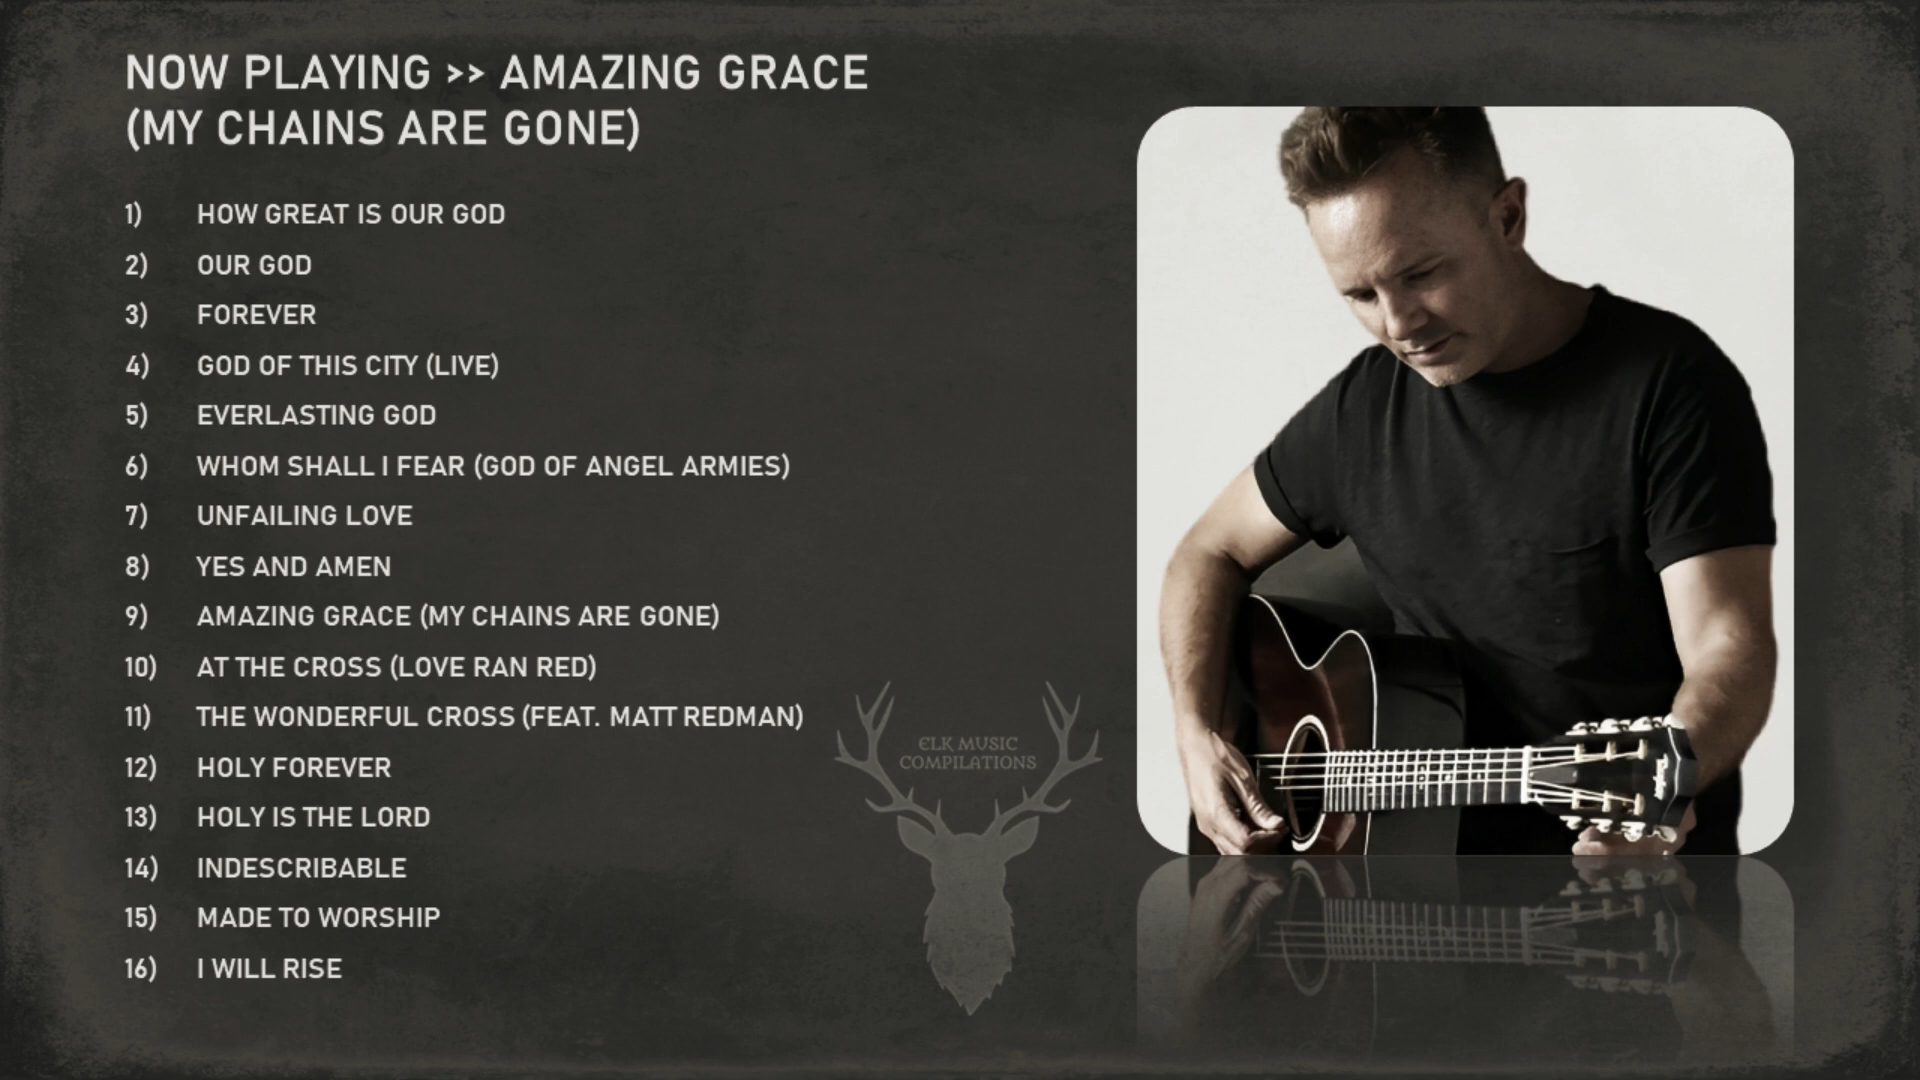 NOW PLAYING >> AMAZING GRACE
(MY CHAINS ARE GONE)
1) HOW GREAT IS OUR GOD
2) OUR GOD
3) FOREVER
4) GOD OF THIS CITY (LIVE)
5) EVERLASTING GOD
6) WHOM SHALL I FEAR (GOD OF ANGEL ARMIES)
7) UNFAILING LOVE
8) YES AND AMEN
9) AMAZING GRACE (MY CHAINS ARE GONE)
10) AT THE CROSS (LOVE RAN RED)
11) THE WONDERFUL CROSS (FEAT. MATT REDMAN)
12) HOLY FOREVER
13) HOLY IS THE LORD
14) INDESCRIBABLE
15) MADE TO WORSHIP
16) I WILL RISE
ELK MUSIC
COMPILATIONS